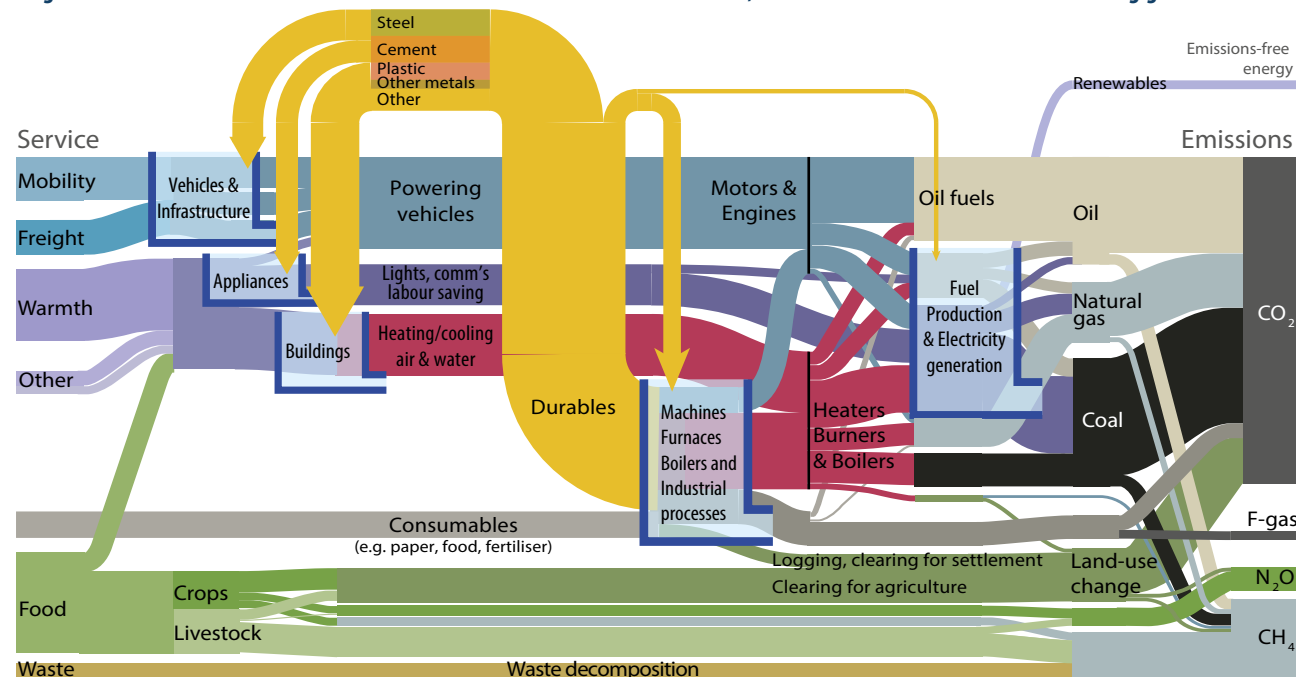 Steel
Cement
Plastic
Other metals
Other
Emissions-free
energy
Renewables
Service
Emissions
Mobility
Vehicles &
Infrastructure
Powering
vehicles
Motors &
Engines
Oil fuels
Oil
Freight
Warmth
Appliances
Lights, comm's
labour saving
Fuel
Production
& Electricity
generation
Natural
gas
CO2
Buildings
Heating/cooling
air & water
Other
Durables
Machines
Furnaces
Boilers and
Industrial
processes
Heaters
Burners
& Boilers
Coal
Consumables
(e.g. paper, food, fertiliser)
F-gas
Logging, clearing for settlement
Clearing for agriculture
Land-use
change
Food
Crops
Livestock
N2O
CH4
Waste
Waste decomposition